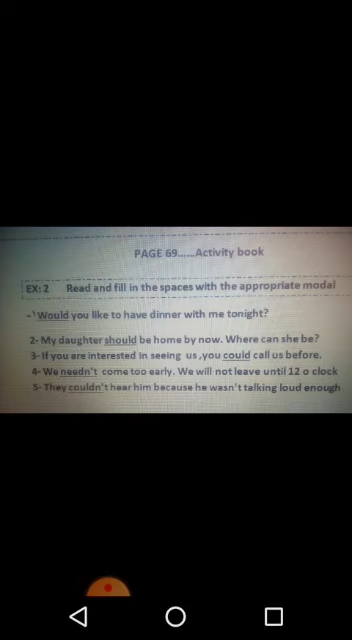 PAGE 69......Activity book
EX: 2 Read and fill in the spaces with the appropriate modal
-1 Would you like to have dinner with me tonight?
2- My daughter should be home by now. Where can she be?
3- If you are interested in seeing us ,you could call us before.
4- We needn't come too early. We will not leave until 12 o clock
5- They couldn't hear him because he wasn't talking loud enough